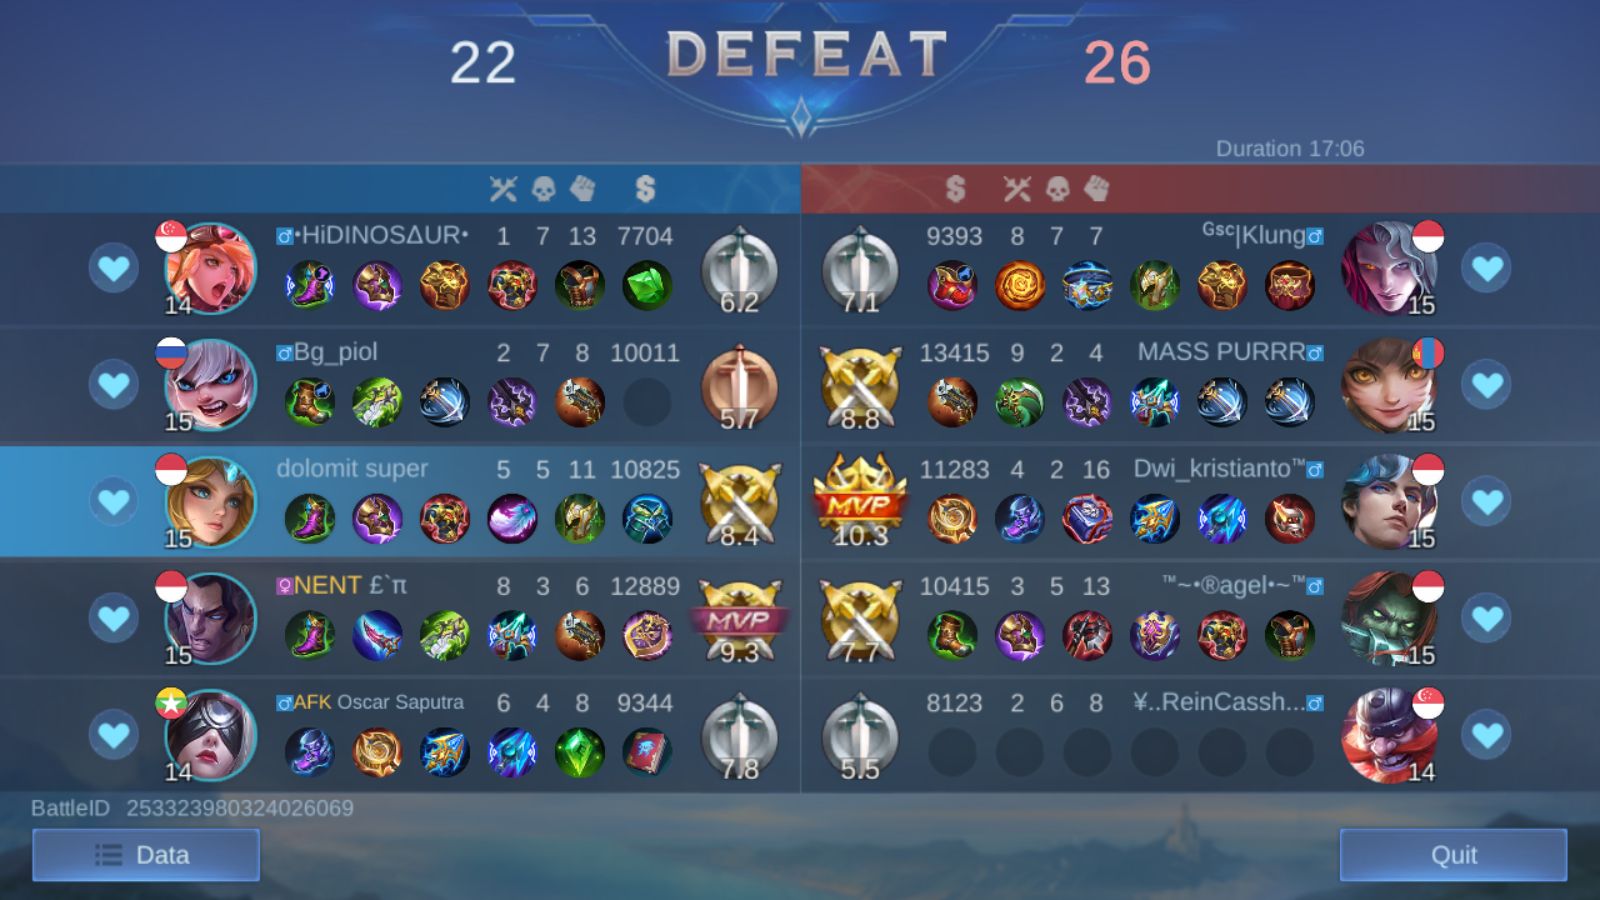 22 DEFEAT 26
Duration 17:06
•HiDINOSΔUR• 1 7 13 7704
14 6.2
9393 8 7 7 ᴳˢᶜ|Klung
7.1 15
Bg_piol 2 7 8 10011
15 5.7
13415 9 2 4 MASS PURRR
8.8 15
dolomit super 5 5 11 10825
15 8.4
11283 4 2 16 Dwi_kristianto™
MVP 10.3 15
NENT £`π 8 3 6 12889
15 MVP 9.3
10415 3 5 13 ™~•®agel•~™
7.7 15
AFK Oscar Saputra 6 4 8 9344
14 7.8
8123 2 6 8 ¥..ReinCassh...
5.5 14
BattleID 253323980324026069
Data Quit